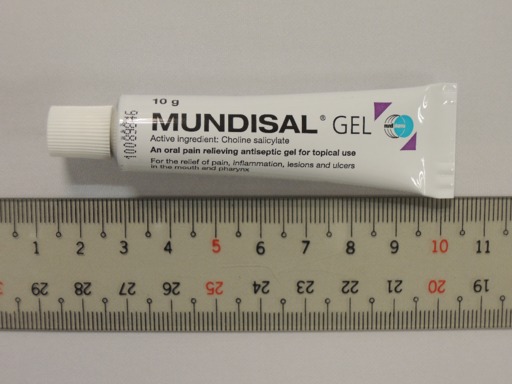 10 g
MUNDISAL® GEL
Active ingredient: Choline salicylate
An oral pain relieving antiseptic gel for topical use
For the relief of pain, inflammation, lesions and ulcers
in the mouth and pharynx
1 2 3 4 5 6 7 8 9 10 11
29 28 27 26 25 24 23 22 21 20 19